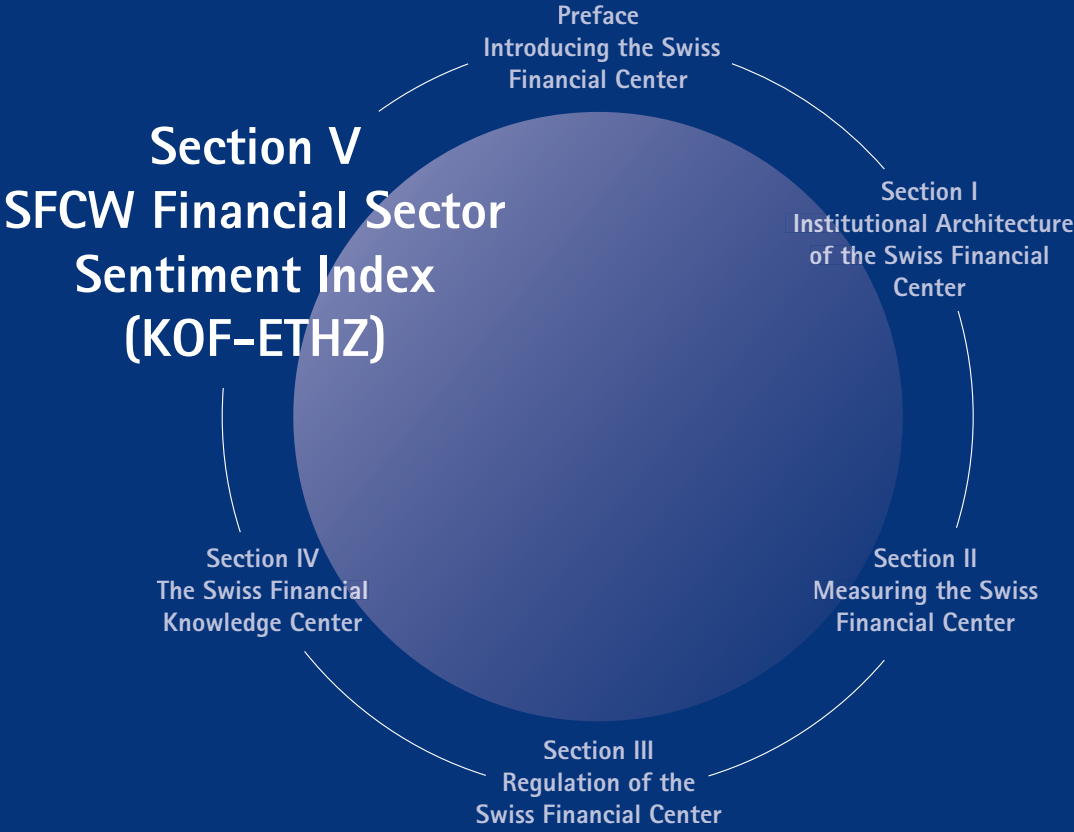 Preface
Introducing the Swiss
Financial Center
Section V
SFCW Financial Sector
Sentiment Index
(KOF-ETHZ)
Section I
Institutional Architecture
of the Swiss Financial
Center
Section II
Measuring the Swiss
Financial Center
Section III
Regulation of the
Swiss Financial Center
Section IV
The Swiss Financial
Knowledge Center